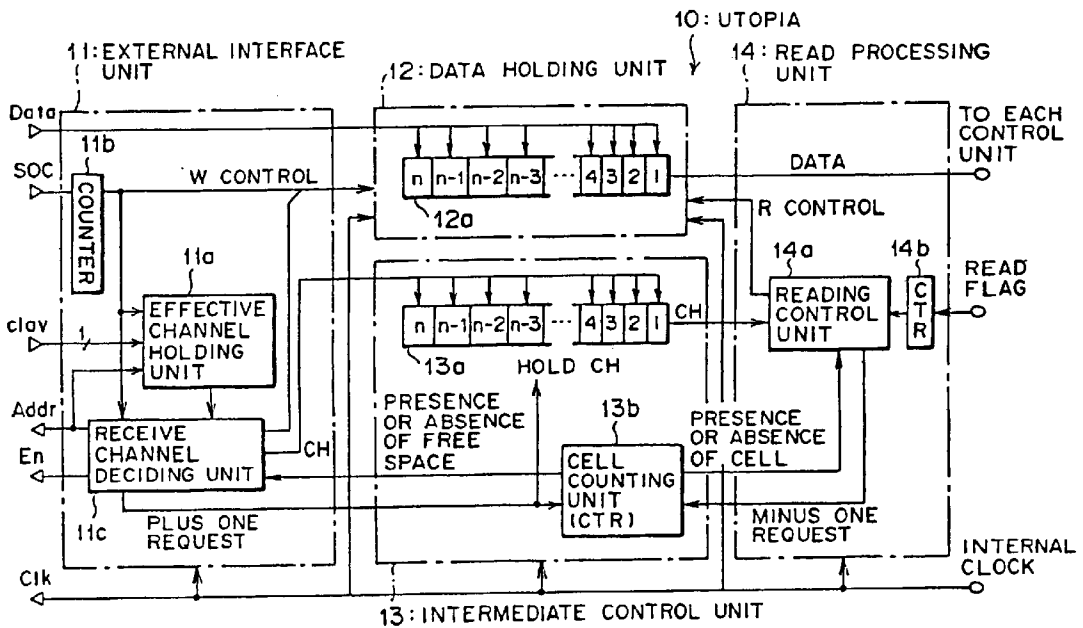 10: UTOPIA
11: EXTERNAL INTERFACE
UNIT
12: DATA HOLDING UNIT
14: READ PROCESSING
UNIT
Data
11b
SOC
COUNTER
W CONTROL
n n-1 n-2 n-3 ··· 4 3 2 1
12a
DATA
TO EACH
CONTROL
UNIT
R CONTROL
11a
EFFECTIVE
CHANNEL
HOLDING
UNIT
clav
1
n n-1 n-2 n-3 ··· 4 3 2 1
13a
HOLD CH
CH
14a
READING
CONTROL
UNIT
14b
CTR
READ
FLAG
Addr
En
RECEIVE
CHANNEL
DECIDING UNIT
11c
CH
PRESENCE
OR ABSENCE
OF FREE
SPACE
13b
CELL
COUNTING
UNIT
(CTR)
PRESENCE
OR ABSENCE
OF CELL
PLUS ONE
REQUEST
MINUS ONE
REQUEST
Clk
INTERNAL
CLOCK
13: INTERMEDIATE CONTROL UNIT